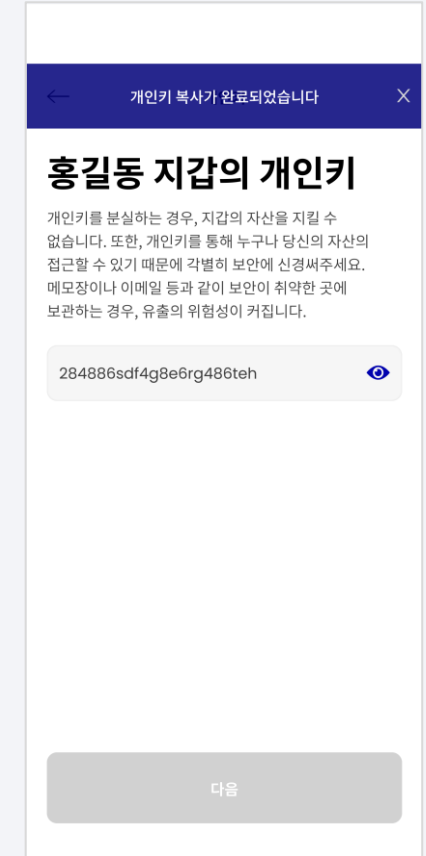 개인키 복사가 완료되었습니다
홍길동 지갑의 개인키
개인키를 분실하는 경우, 지갑의 자산을 지킬 수
없습니다. 또한, 개인키를 통해 누구나 당신의 자산의
접근할 수 있기 때문에 각별히 보안에 신경써주세요.
메모장이나 이메일 등과 같이 보안이 취약한 곳에
보관하는 경우, 유출의 위험성이 커집니다.
284886sdf4g8e6rg486teh
다음